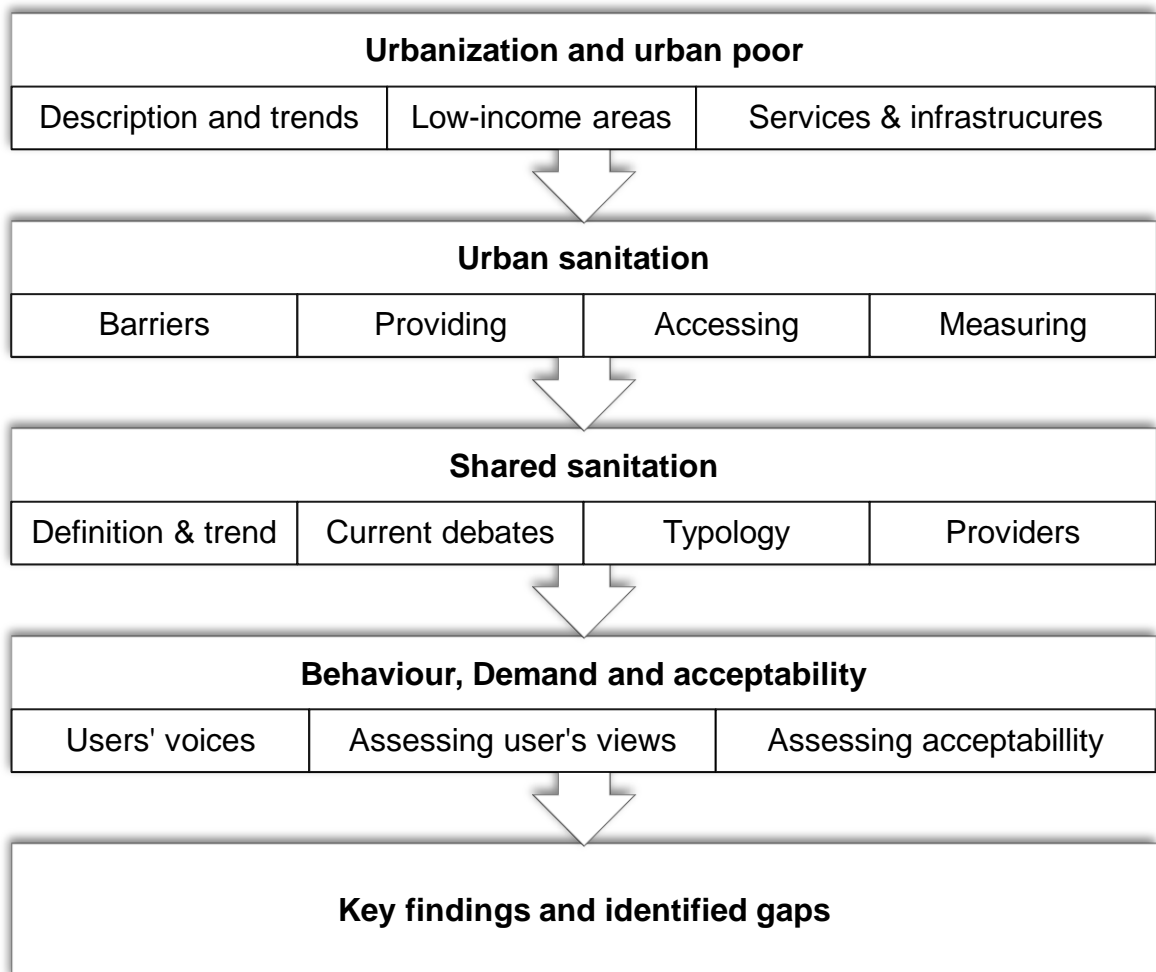 Urbanization and urban poor
Description and trends Low-income areas Services & infrastrucures
Urban sanitation
Barriers Providing Accessing Measuring
Shared sanitation
Definition & trend Current debates Typology Providers
Behaviour, Demand and acceptability
Users' voices Assessing user's views Assessing acceptabillity
Key findings and identified gaps